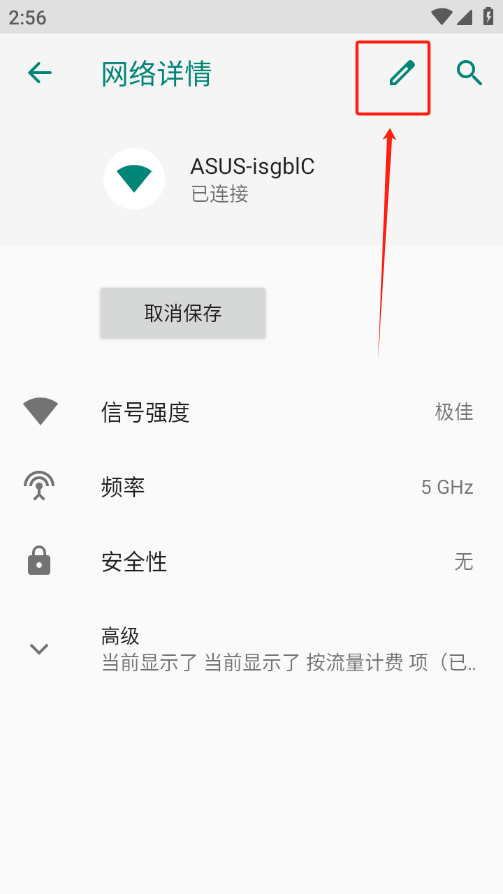 2:56
网络详情
ASUS-isgblC
已连接
取消保存
信号强度 极佳
频率 5 GHz
安全性 无
高级
当前显示了 当前显示了 按流量计费 项（已..